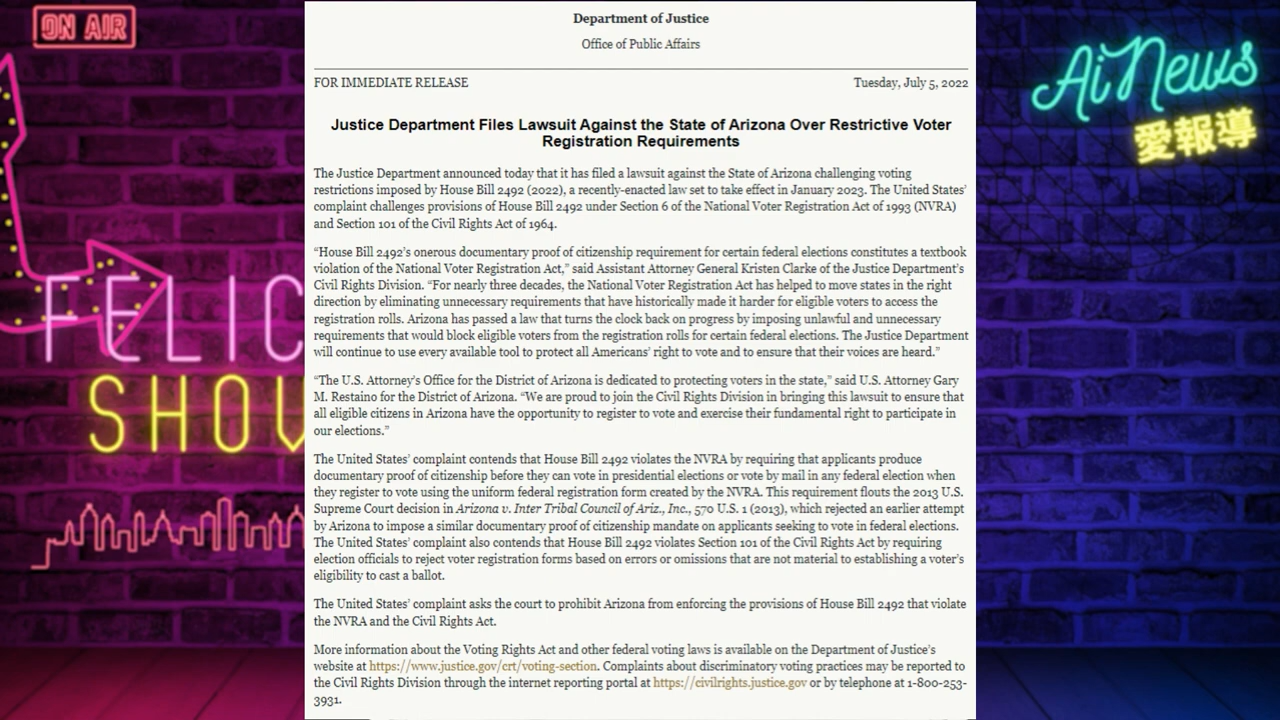 ON AIR
Ai News
愛報導
FELIC
SHOW
Department of Justice
Office of Public Affairs
FOR IMMEDIATE RELEASE Tuesday, July 5, 2022
Justice Department Files Lawsuit Against the State of Arizona Over Restrictive Voter
Registration Requirements
The Justice Department announced today that it has filed a lawsuit against the State of Arizona challenging voting
restrictions imposed by House Bill 2492 (2022), a recently-enacted law set to take effect in January 2023. The United States’
complaint challenges provisions of House Bill 2492 under Section 6 of the National Voter Registration Act of 1993 (NVRA)
and Section 101 of the Civil Rights Act of 1964.
“House Bill 2492’s onerous documentary proof of citizenship requirement for certain federal elections constitutes a textbook
violation of the National Voter Registration Act,” said Assistant Attorney General Kristen Clarke of the Justice Department’s
Civil Rights Division. “For nearly three decades, the National Voter Registration Act has helped to move states in the right
direction by eliminating unnecessary requirements that have historically made it harder for eligible voters to access the
registration rolls. Arizona has passed a law that turns the clock back on progress by imposing unlawful and unnecessary
requirements that would block eligible voters from the registration rolls for certain federal elections. The Justice Department
will continue to use every available tool to protect all Americans’ right to vote and to ensure that their voices are heard.”
“The U.S. Attorney’s Office for the District of Arizona is dedicated to protecting voters in the state,” said U.S. Attorney Gary
M. Restaino for the District of Arizona. “We are proud to join the Civil Rights Division in bringing this lawsuit to ensure that
all eligible citizens in Arizona have the opportunity to register to vote and exercise their fundamental right to participate in
our elections.”
The United States’ complaint contends that House Bill 2492 violates the NVRA by requiring that applicants produce
documentary proof of citizenship before they can vote in presidential elections or vote by mail in any federal election when
they register to vote using the uniform federal registration form created by the NVRA. This requirement flouts the 2013 U.S.
Supreme Court decision in Arizona v. Inter Tribal Council of Ariz., Inc., 570 U.S. 1 (2013), which rejected an earlier attempt
by Arizona to impose a similar documentary proof of citizenship mandate on applicants seeking to vote in federal elections.
The United States’ complaint also contends that House Bill 2492 violates Section 101 of the Civil Rights Act by requiring
election officials to reject voter registration forms based on errors or omissions that are not material to establishing a voter’s
eligibility to cast a ballot.
The United States’ complaint asks the court to prohibit Arizona from enforcing the provisions of House Bill 2492 that violate
the NVRA and the Civil Rights Act.
More information about the Voting Rights Act and other federal voting laws is available on the Department of Justice’s
website at https://www.justice.gov/crt/voting-section. Complaints about discriminatory voting practices may be reported to
the Civil Rights Division through the internet reporting portal at https://civilrights.justice.gov or by telephone at 1-800-253-
3931.